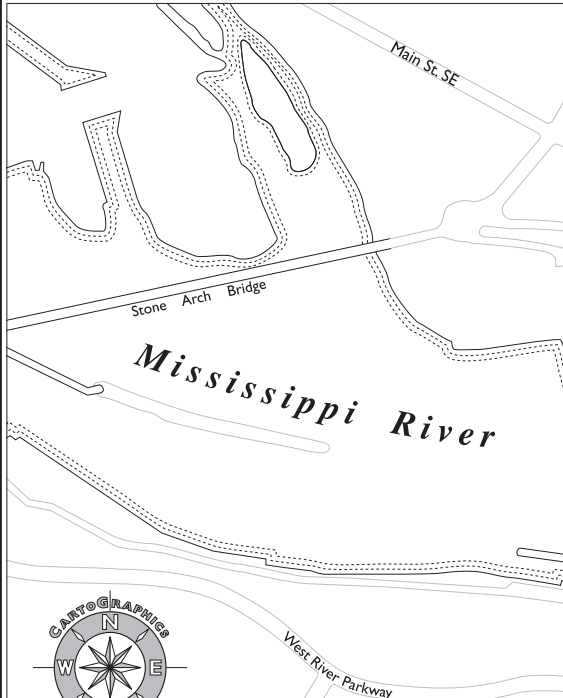 Main St. SE
Stone Arch Bridge
Mississippi River
CARTOGRAPHICS
N
W E
West River Parkway